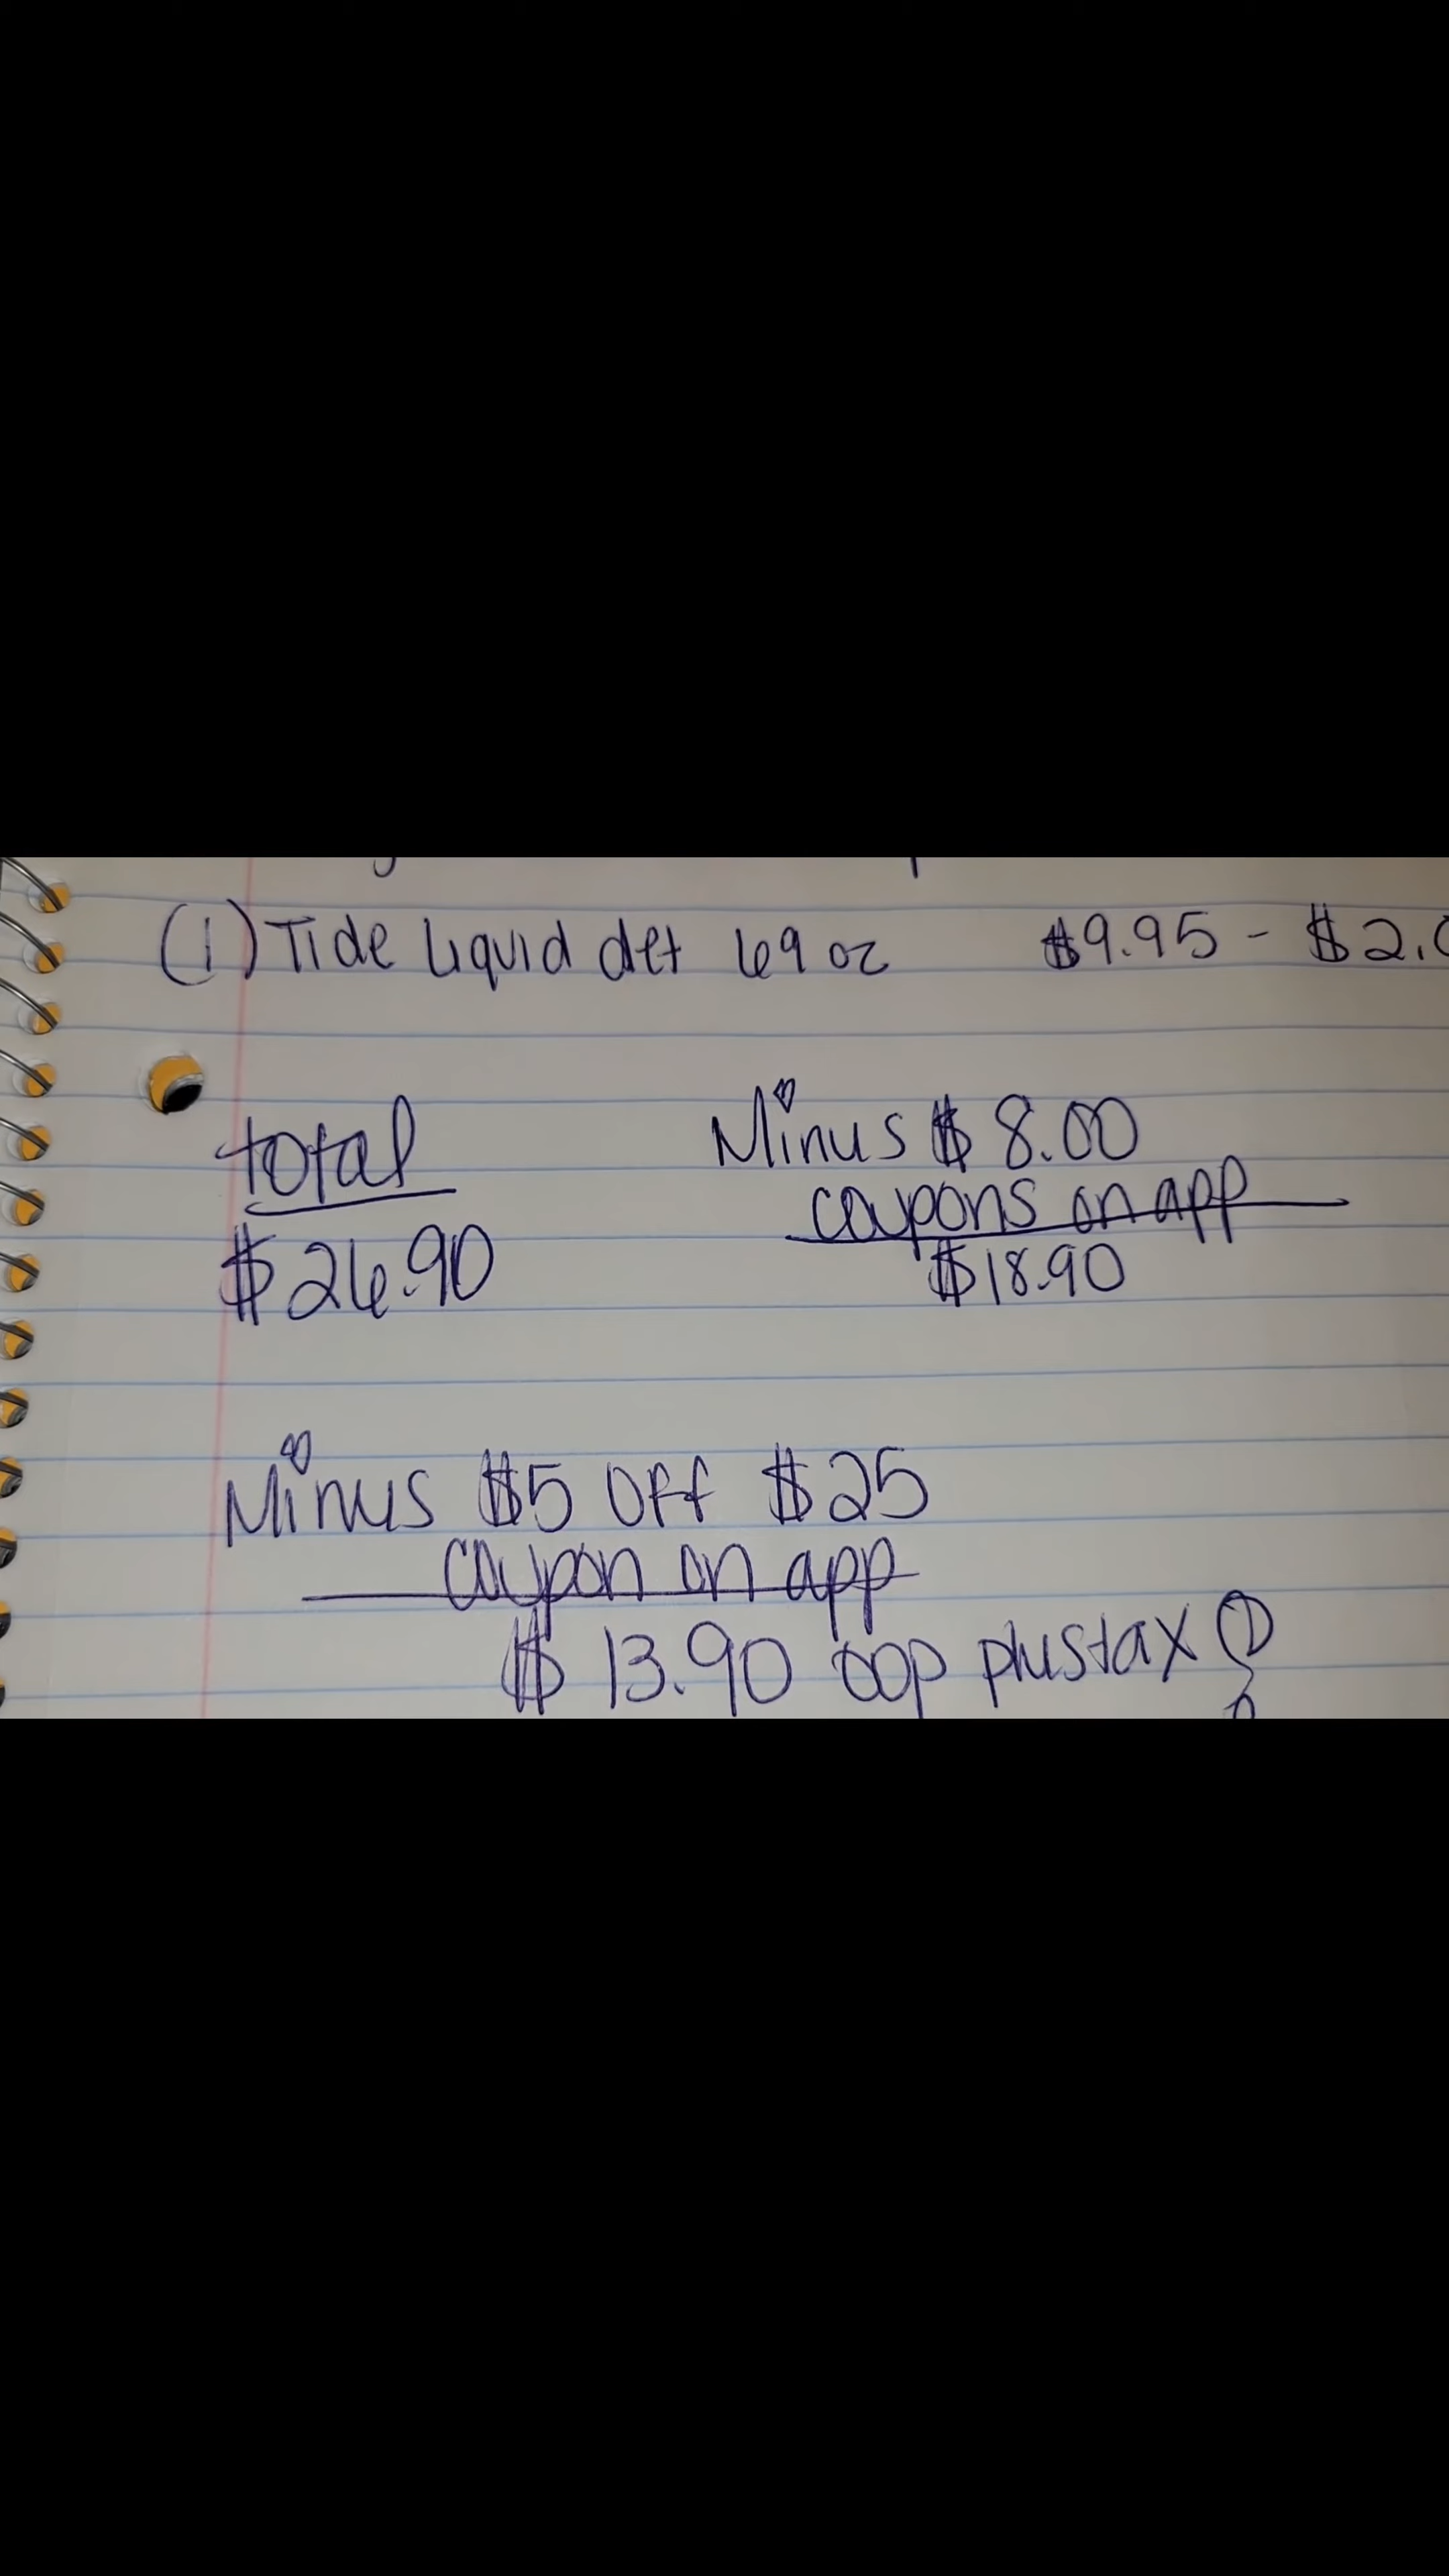 (1) Tide Liquid det 69 oz $9.95 - $2.0
total
$26.90
Minus $8.00
coupons on app
$18.90
Minus $5 off $25
coupon on app
$13.90 oop plus tax